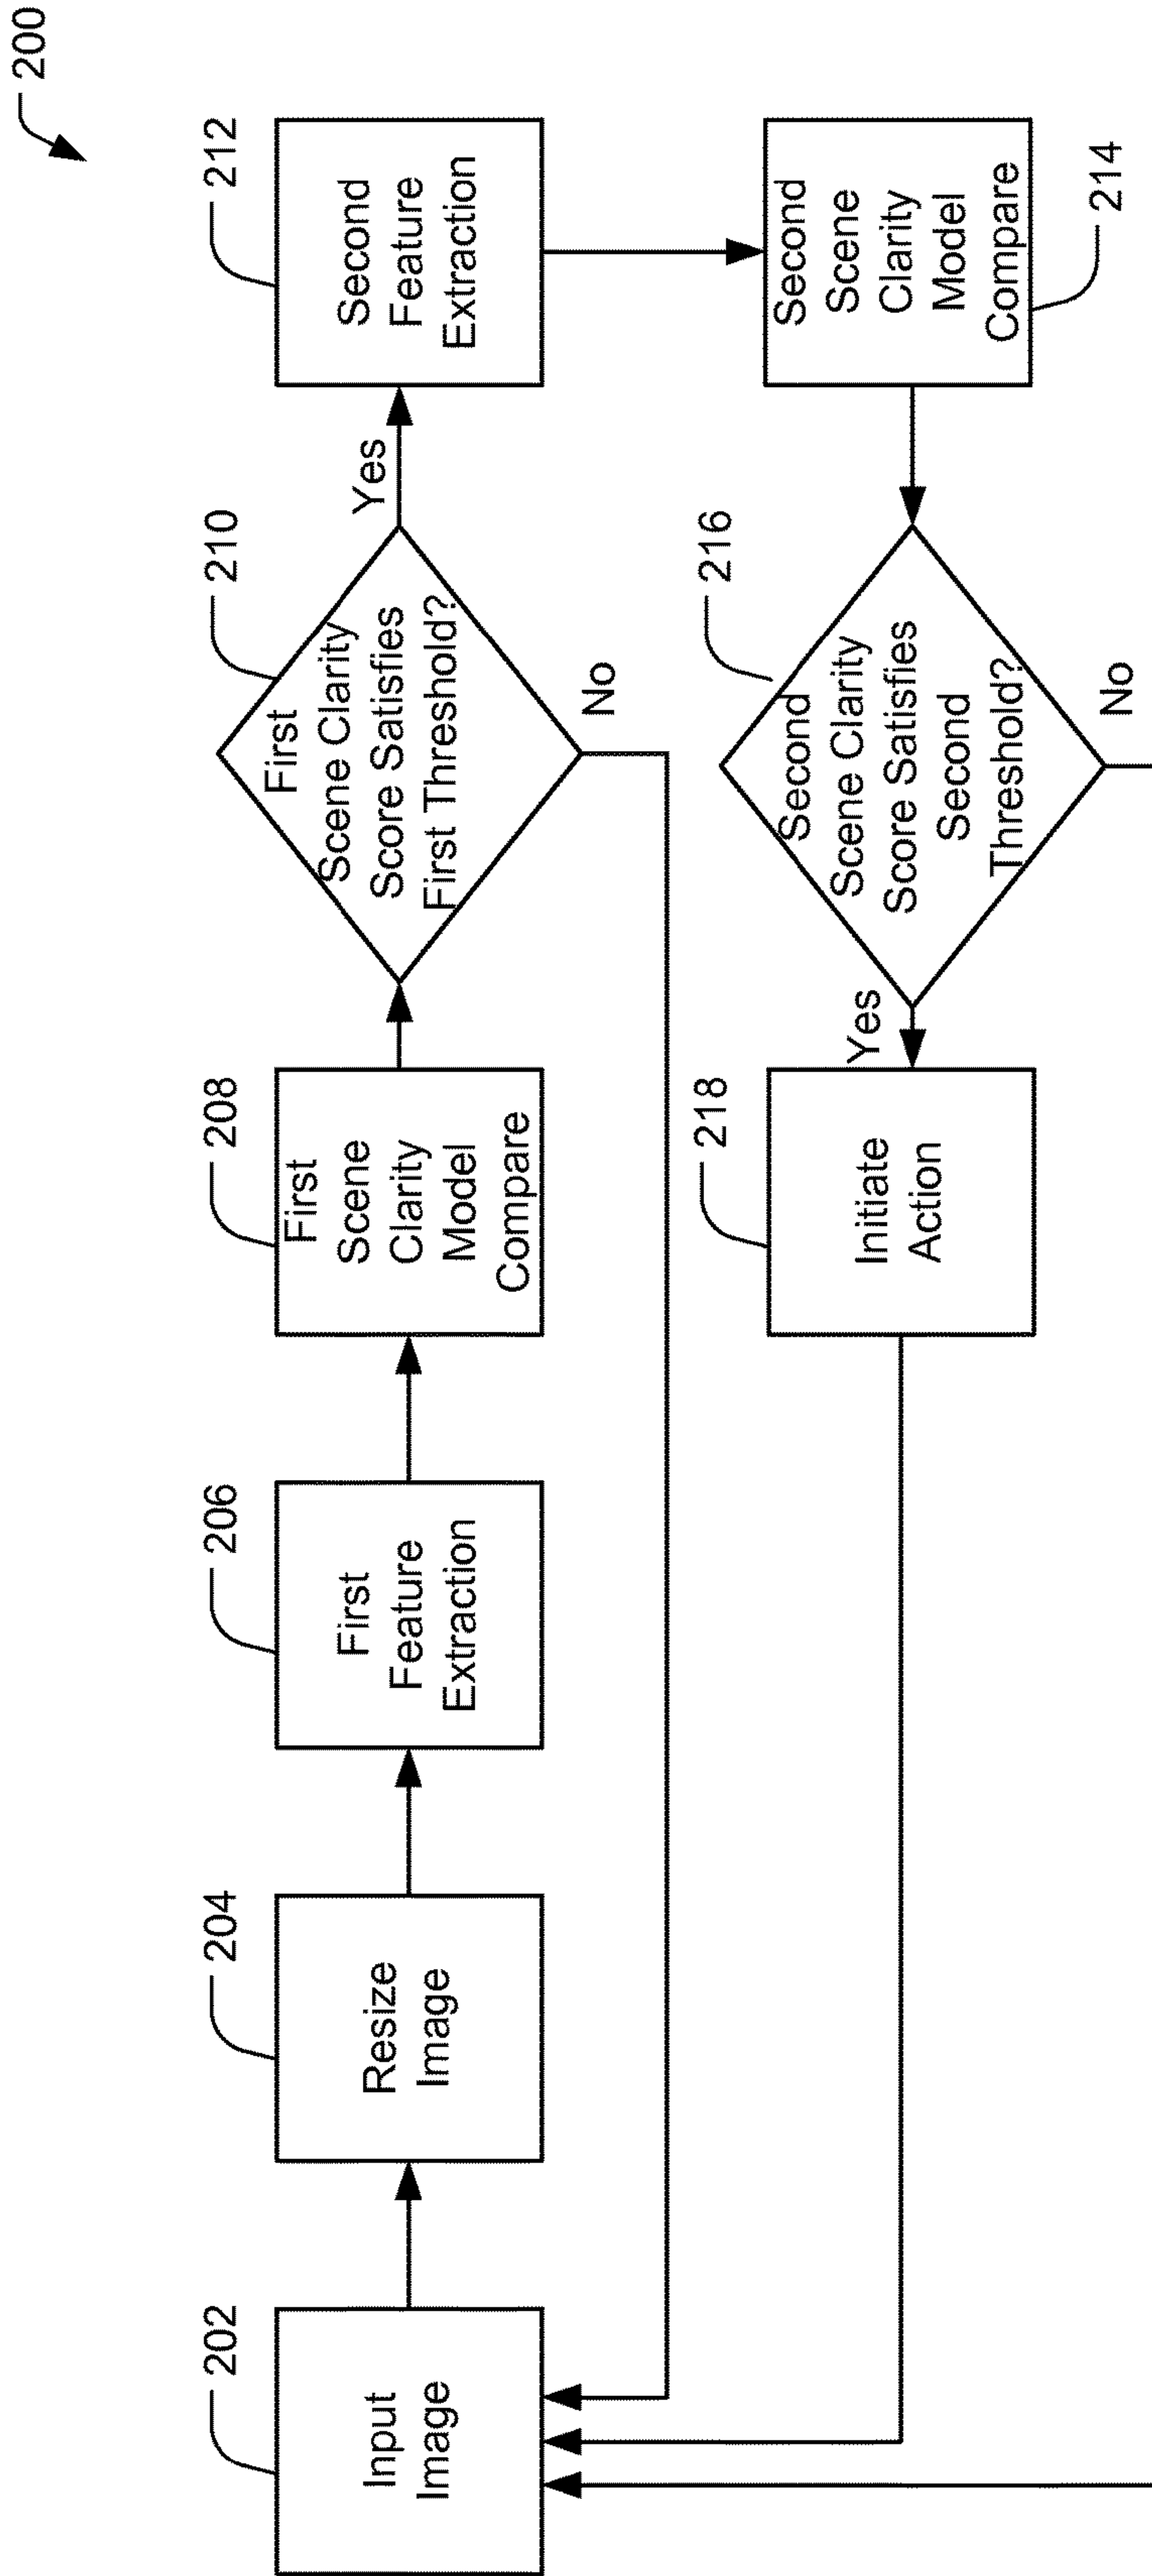 200
202
Input
Image
204
Resize
Image
206
First
Feature
Extraction
208
First
Scene
Clarity
Model
Compare
210
First
Scene Clarity
Score Satisfies
First Threshold?
Yes
No
212
Second
Feature
Extraction
Second
Scene
Clarity
Model
Compare
214
216
Second
Scene Clarity
Score Satisfies
Second
Threshold?
Yes
No
218
Initiate
Action